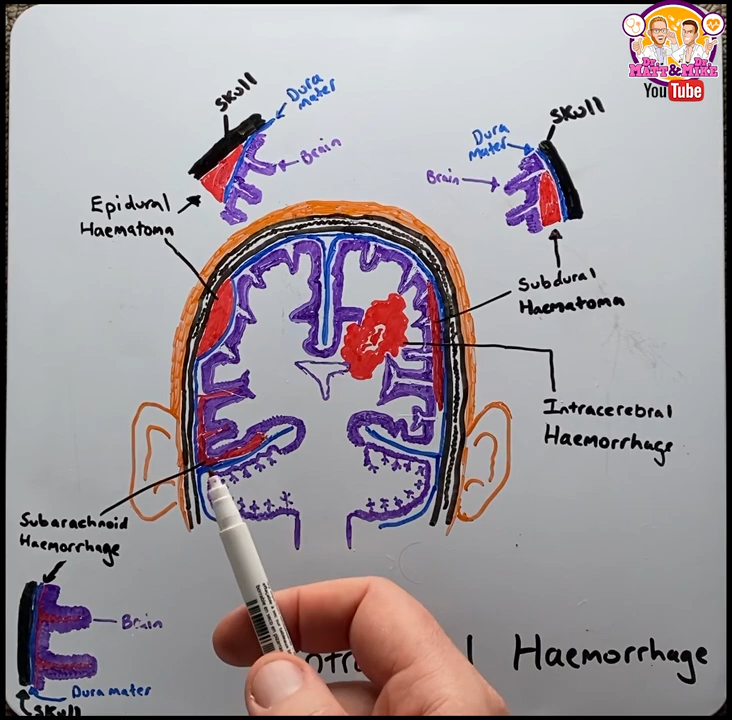 Dr. Dr.
MATT & MIKE
YouTube
Skull
Dura
Mater
Brain
Epidural
Haematoma
Skull
Dura
Mater
Brain
Subdural
Haematoma
Intracerebral
Haemorrhage
Subarachnoid
Haemorrhage
Brain
Dura mater
Skull
Haemorrhage